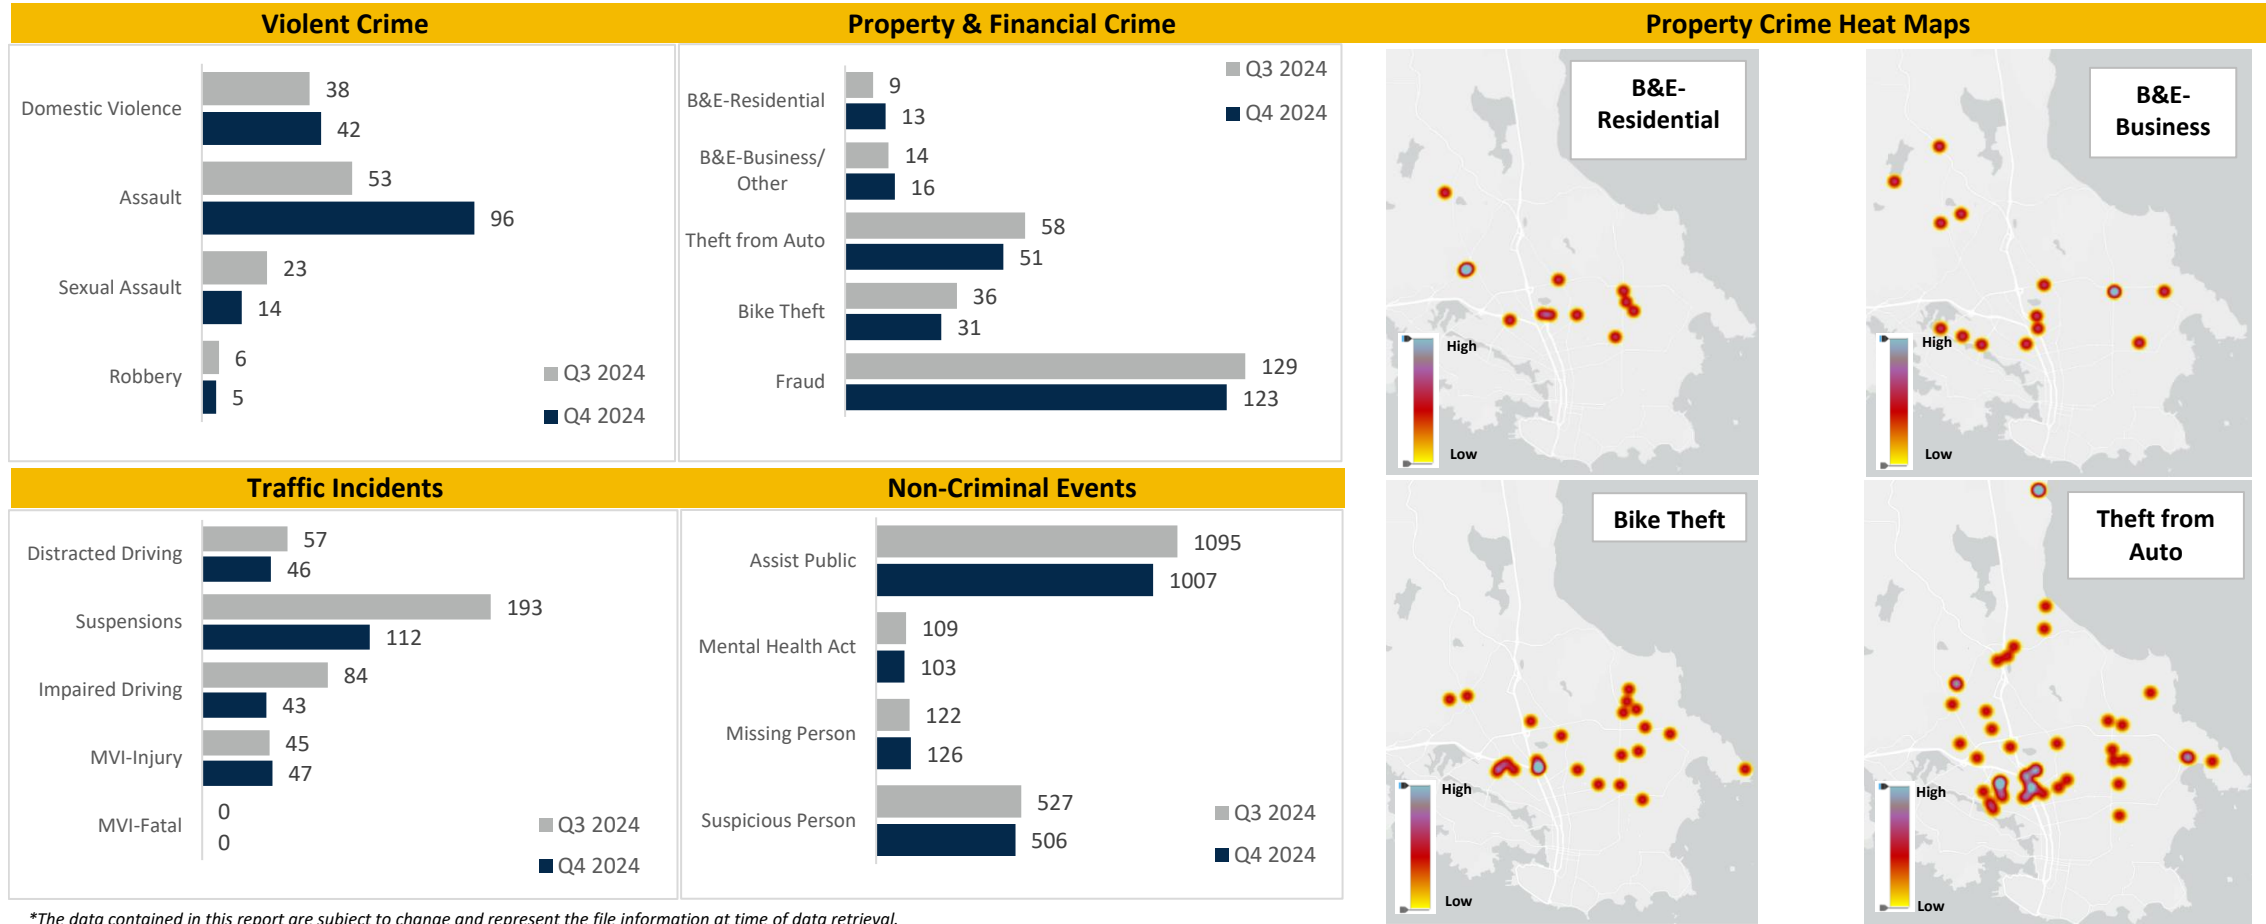 Violent Crime
Domestic Violence
38
42
Assault
53
96
Sexual Assault
23
14
Robbery
6
5
Q3 2024
Q4 2024
Property & Financial Crime
Q3 2024
Q4 2024
B&E-Residential
9
13
B&E-Business/
Other
14
16
Theft from Auto
58
51
Bike Theft
36
31
Fraud
129
123
Traffic Incidents
Distracted Driving
57
46
Suspensions
193
112
Impaired Driving
84
43
MVI-Injury
45
47
MVI-Fatal
0
0
Q3 2024
Q4 2024
Non-Criminal Events
Assist Public
1095
1007
Mental Health Act
109
103
Missing Person
122
126
Suspicious Person
527
506
Q3 2024
Q4 2024
Property Crime Heat Maps
B&E-
Residential
High
Low
B&E-
Business
High
Low
Bike Theft
High
Low
Theft from
Auto
High
Low
*The data contained in this report are subject to change and represent the file information at time of data retrieval.